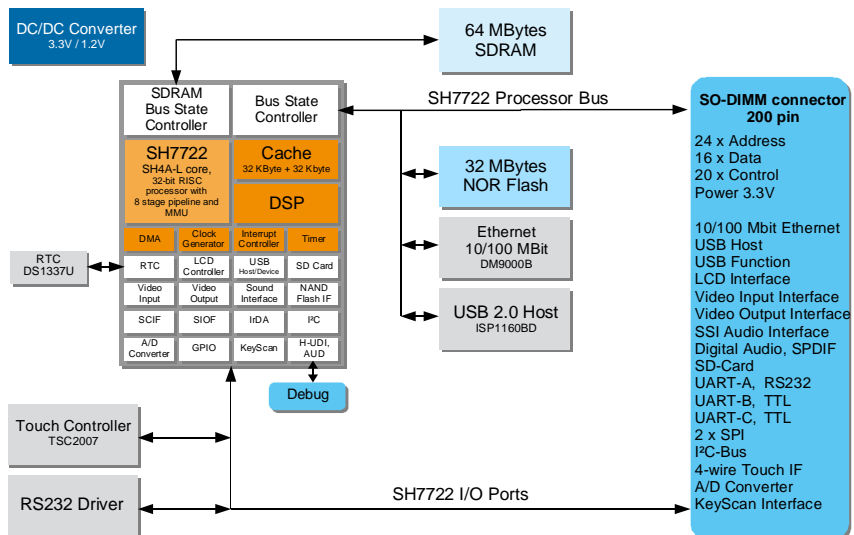 DC/DC Converter
3.3V / 1.2V
64 MBytes
SDRAM
SDRAM
Bus State
Controller
Bus State
Controller
SH7722 Processor Bus
SH7722
SH4A-L core,
32-bit RISC
processor with
8 stage pipeline and
MMU
Cache
32 KByte + 32 Kbyte
DSP
DMA
Clock
Generator
Interrupt
Controller
Timer
RTC
LCD
Controller
USB
Host/Device
SD Card
Video
Input
Video
Output
Sound
Interface
NAND
Flash IF
SCIF
SIOF
IrDA
I²C
A/D
Converter
GPIO
KeyScan
H-UDI,
AUD
RTC
DS1337U
Debug
32 MBytes
NOR Flash
Ethernet
10/100 MBit
DM9000B
USB 2.0 Host
ISP1160BD
Touch Controller
TSC2007
RS232 Driver
SH7722 I/O Ports
SO-DIMM connector
200 pin
24 x Address
16 x Data
20 x Control
Power 3.3V
10/100 Mbit Ethernet
USB Host
USB Function
LCD Interface
Video Input Interface
Video Output Interface
SSI Audio Interface
Digital Audio, SPDIF
SD-Card
UART-A, RS232
UART-B, TTL
UART-C, TTL
2 x SPI
I²C-Bus
4-wire Touch IF
A/D Converter
KeyScan Interface